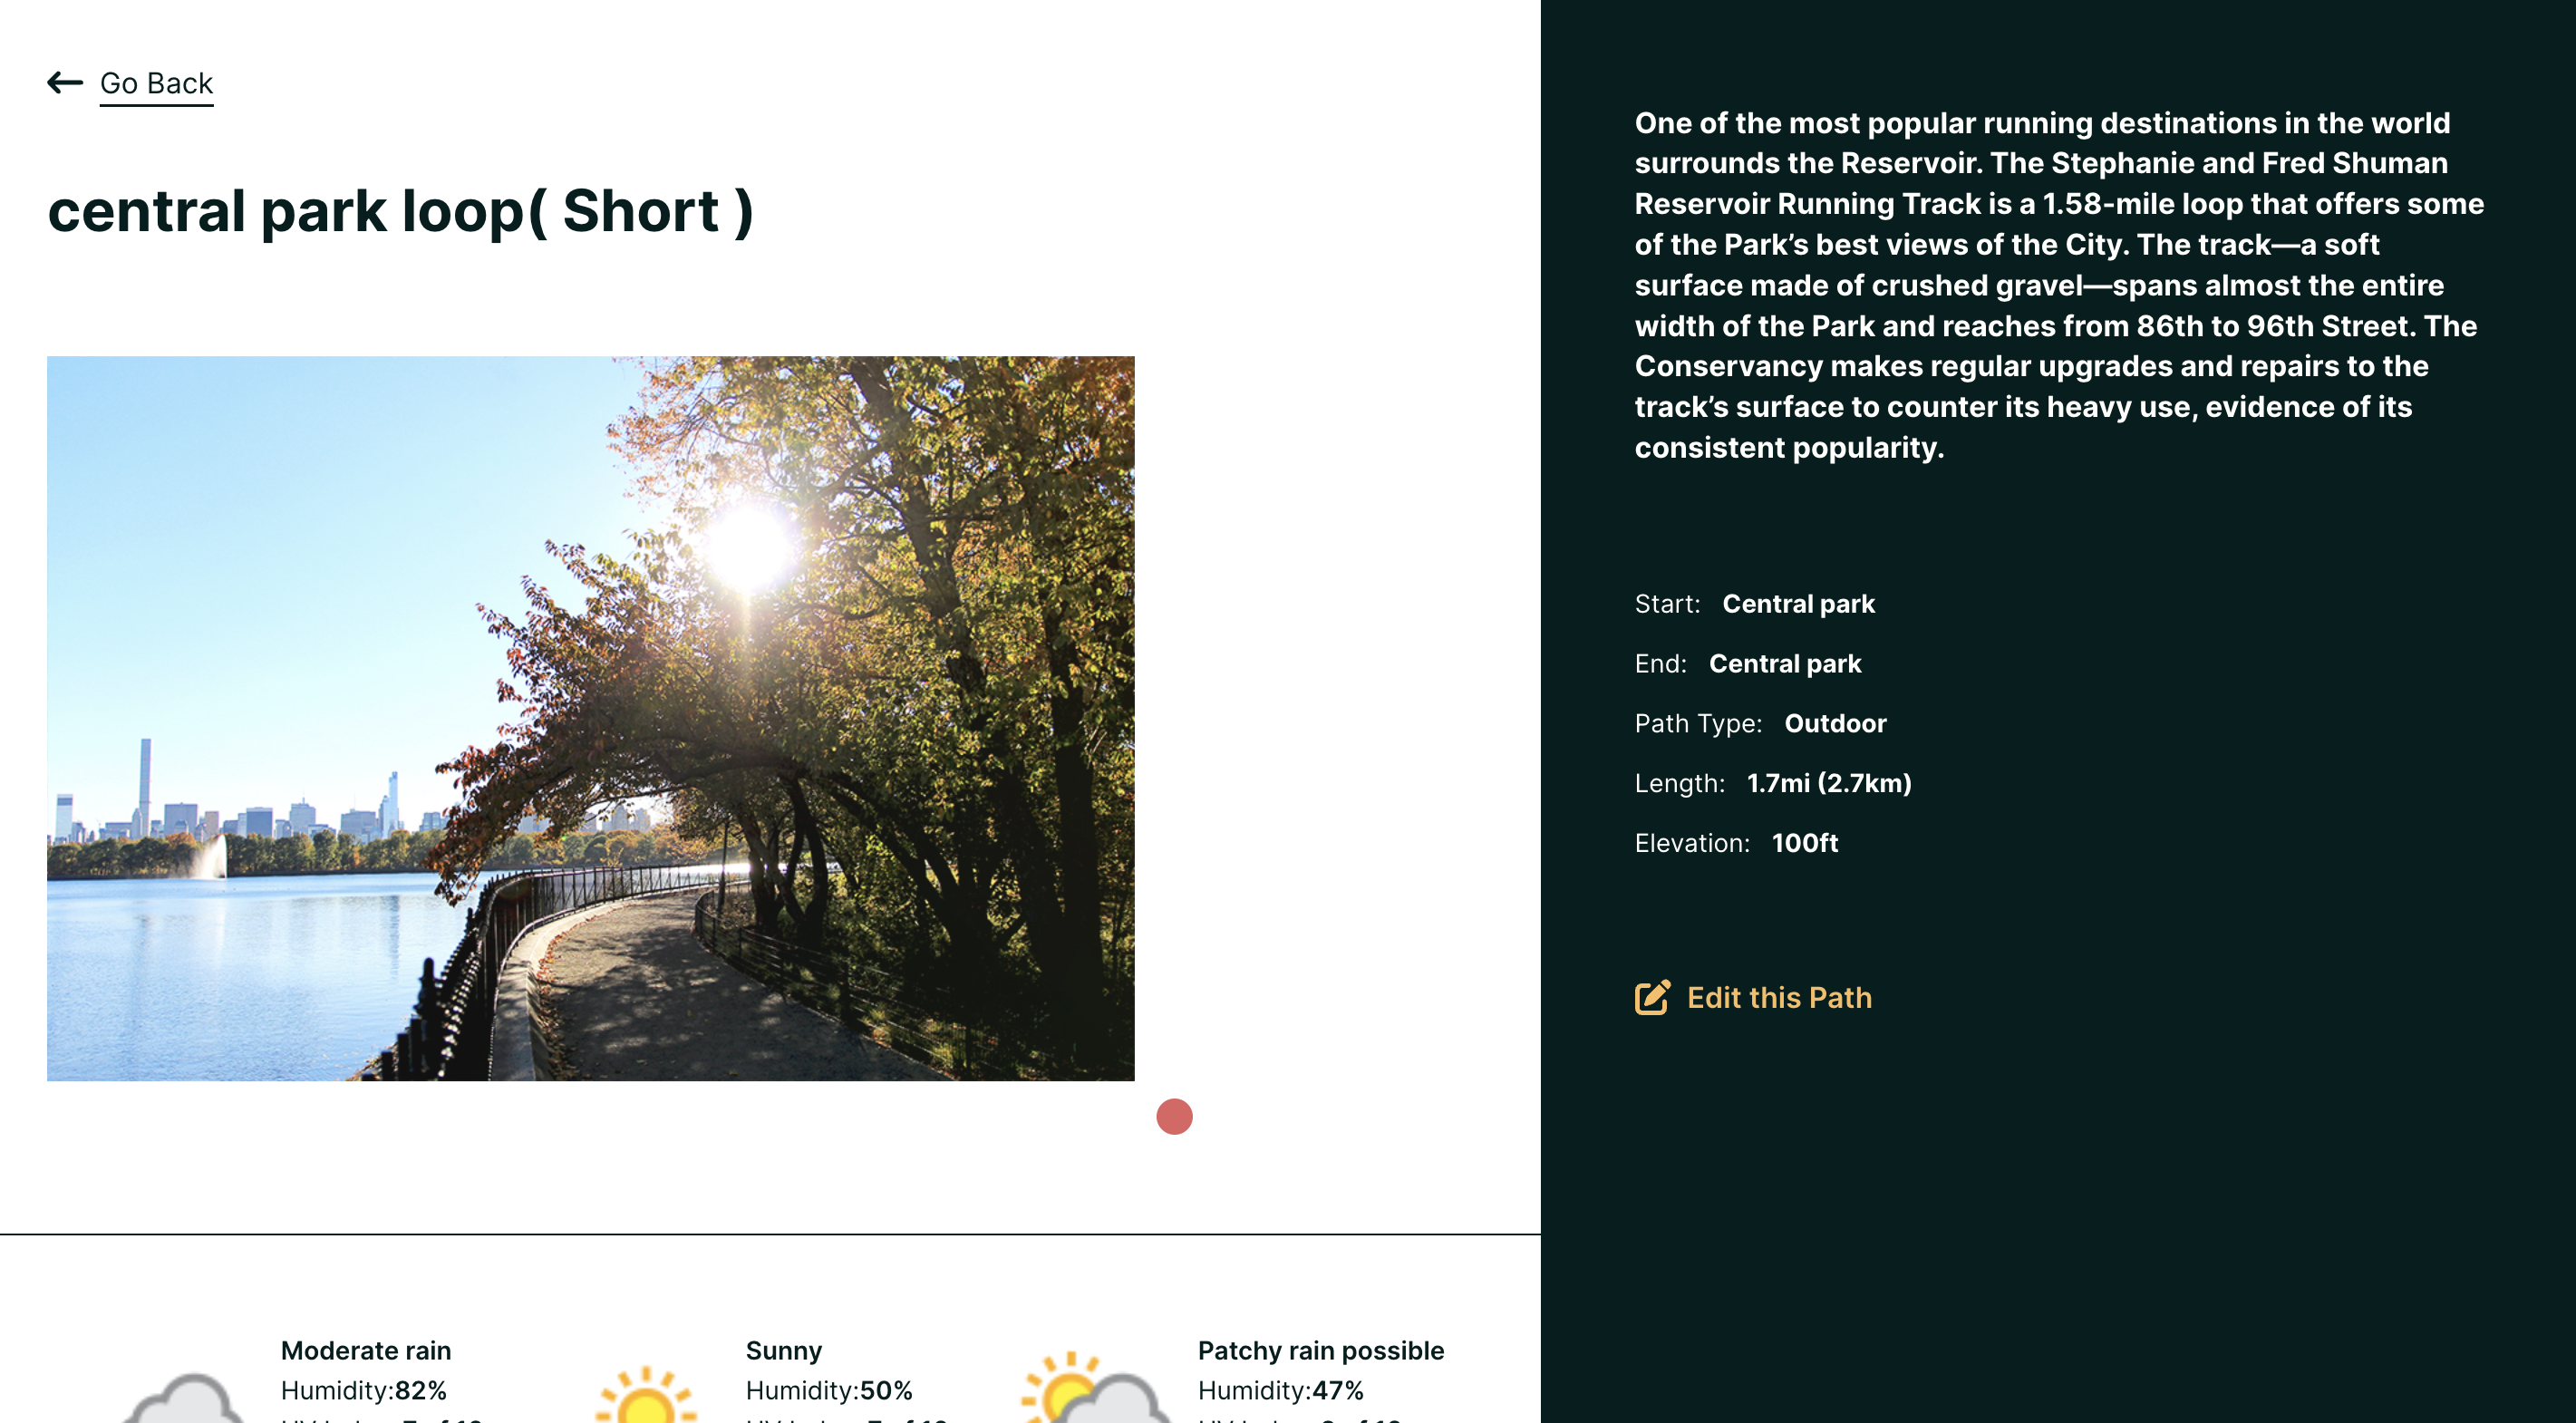 Go Back
central park loop( Short )
One of the most popular running destinations in the world
surrounds the Reservoir. The Stephanie and Fred Shuman
Reservoir Running Track is a 1.58-mile loop that offers some
of the Park’s best views of the City. The track—a soft
surface made of crushed gravel—spans almost the entire
width of the Park and reaches from 86th to 96th Street. The
Conservancy makes regular upgrades and repairs to the
track’s surface to counter its heavy use, evidence of its
consistent popularity.
Start: Central park
End: Central park
Path Type: Outdoor
Length: 1.7mi (2.7km)
Elevation: 100ft
Edit this Path
Moderate rain
Humidity:82%
Sunny
Humidity:50%
Patchy rain possible
Humidity:47%